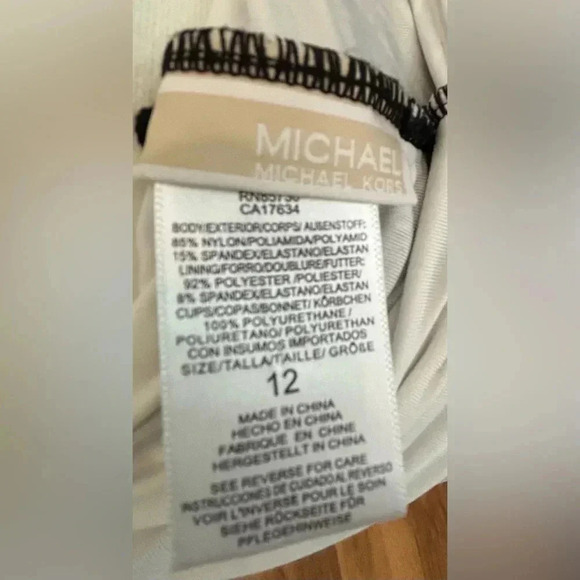 MICHAEL
MICHAEL KORS
RN85730
CA17634
BODY/EXTERIOR/CORPS/ AUßENSTOFF:
85% NYLON/POLIAMIDA/POLYAMID
15% SPANDEX/ELASTANO/ELASTAN
LINING/FORRO/DOUBLURE/FUTTER:
92% POLYESTER /POLIESTER/
8% SPANDEX/ELASTANO/ELASTAN
CUPS/COPAS/BONNET/ KÖRBCHEN
100% POLYURETHANE /
POLIURETANO/ POLYURETHAN
CON INSUMOS IMPORTADOS
SIZE/TALLA/TAILLE/ GRÖßE
12
MADE IN CHINA
HECHO EN CHINA
FABRIQUE EN CHINE
HERGESTELLT IN CHINA
SEE REVERSE FOR CARE
INSTRUCCIONES DE CUIDADO AL REVERSO
VOIR L'INVERSE POUR LE SOIN
SIEHE RÜCKSEITE FÜR
PFLEGEHINWEISE